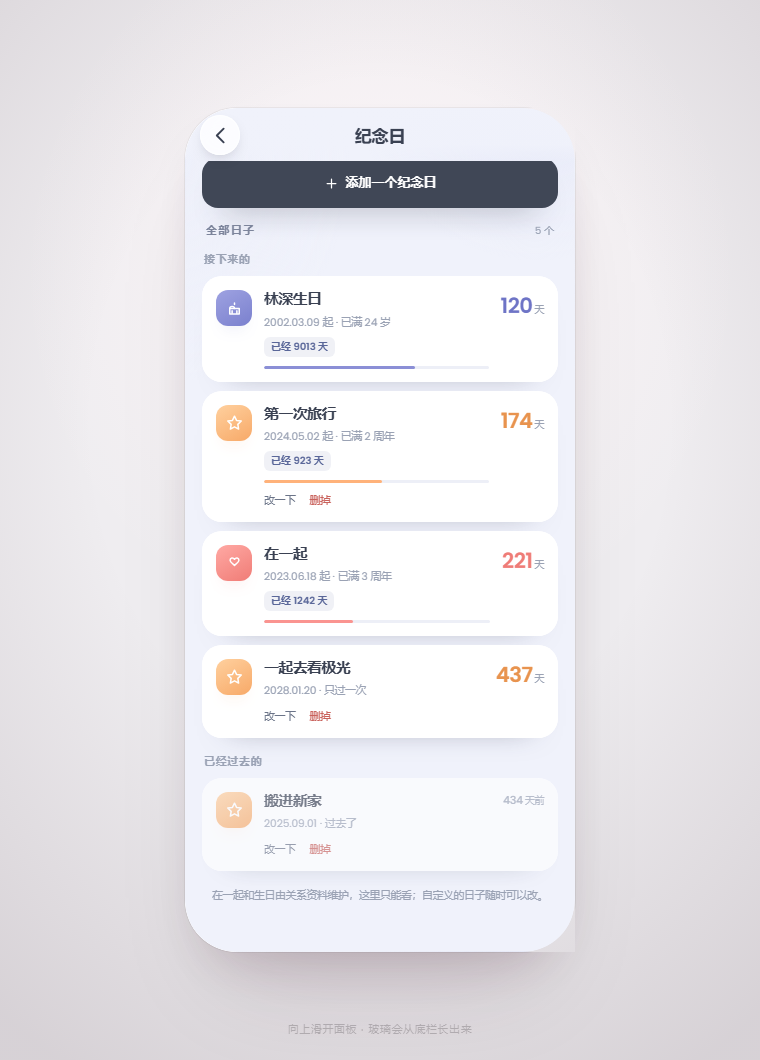 纪念日
＋ 添加一个纪念日
全部日子 5 个
接下来的
林深生日 120 天
2002.03.09 起 · 已满 24 岁
已经 9013 天
第一次旅行 174 天
2024.05.02 起 · 已满 2 周年
已经 923 天
改一下 删掉
在一起 221 天
2023.06.18 起 · 已满 3 周年
已经 1242 天
一起去看极光 437 天
2028.01.20 · 只过一次
改一下 删掉
已经过去的
搬进新家 434 天前
2025.09.01 · 过去了
改一下 删掉
在一起和生日由关系资料维护，这里只能看；自定义的日子随时可以改。
向上滑开面板 · 玻璃会从底栏长出来